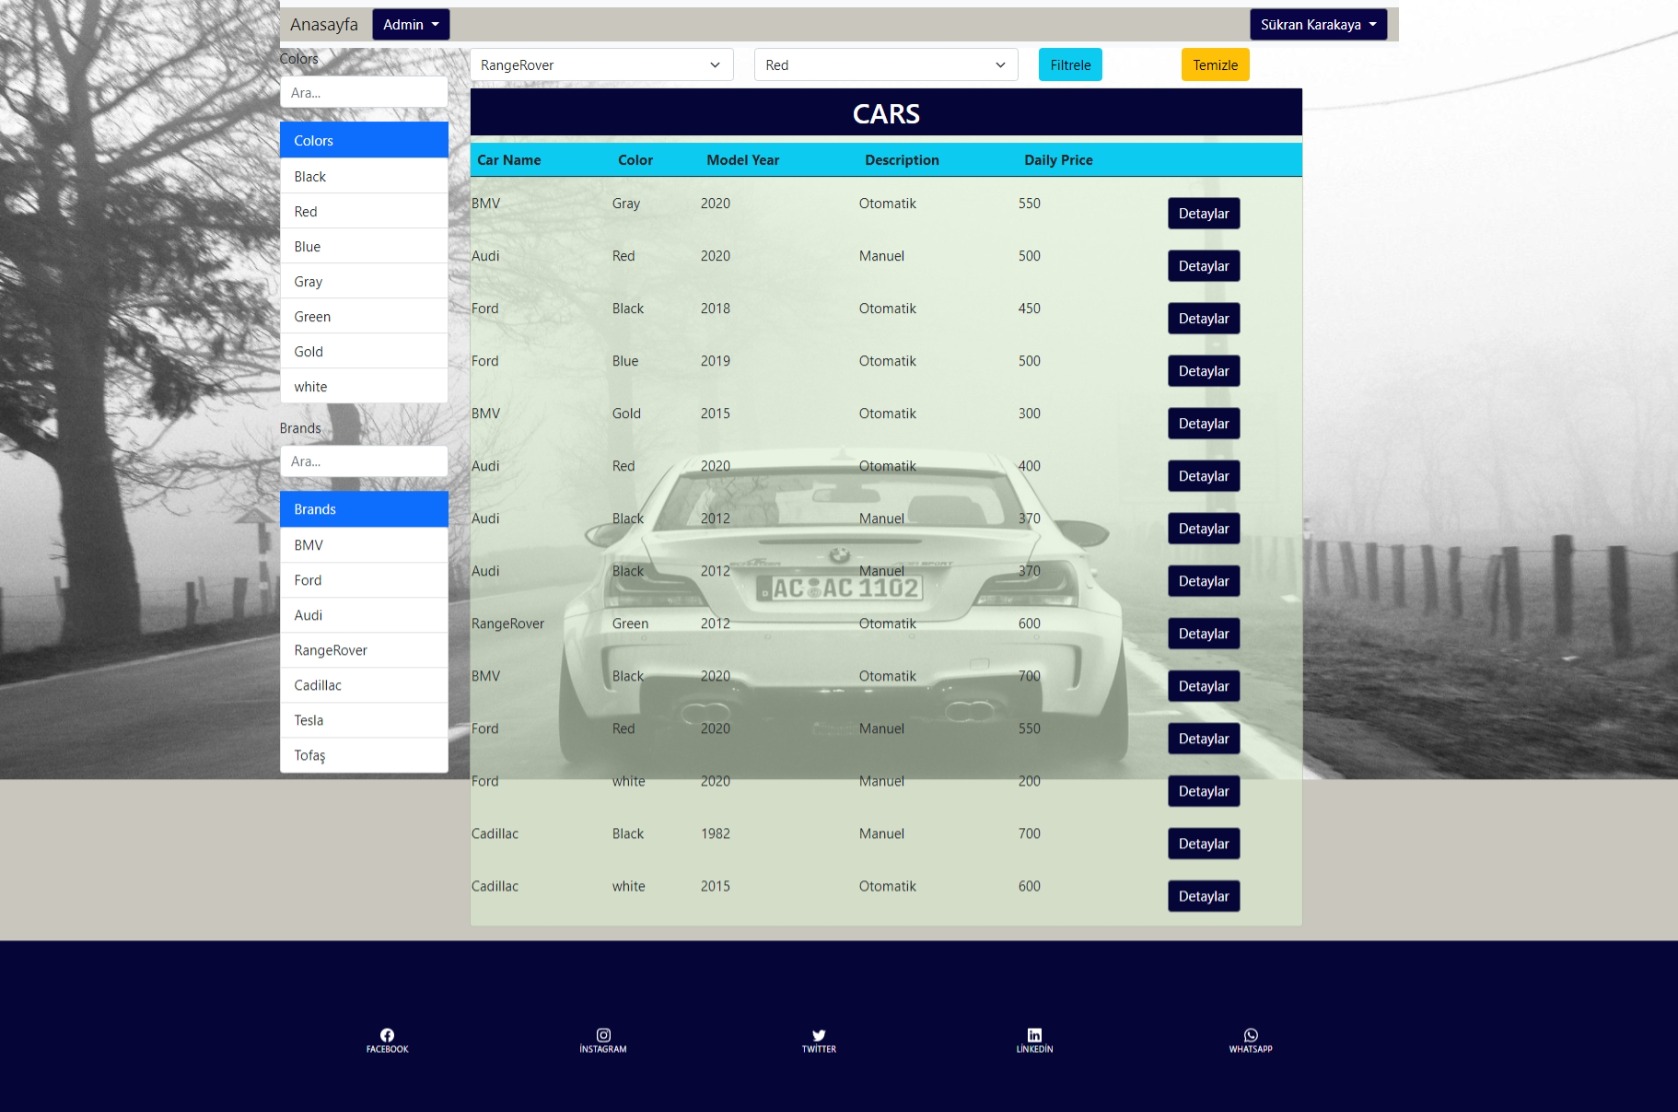 Anasayfa Admin Sükran Karakaya
Colors
Ara...
Colors
Black
Red
Blue
Gray
Green
Gold
white
Brands
Ara...
Brands
BMV
Ford
Audi
RangeRover
Cadillac
Tesla
Tofaş
RangeRover Red Filtrele Temizle
CARS
Car Name Color Model Year Description Daily Price
BMV Gray 2020 Otomatik 550 Detaylar
Audi Red 2020 Manuel 500 Detaylar
Ford Black 2018 Otomatik 450 Detaylar
Ford Blue 2019 Otomatik 500 Detaylar
BMV Gold 2015 Otomatik 300 Detaylar
Audi Red 2020 Otomatik 400 Detaylar
Audi Black 2012 Manuel 370 Detaylar
Audi Black 2012 Manuel 370 Detaylar
RangeRover Green 2012 Otomatik 600 Detaylar
BMV Black 2020 Otomatik 700 Detaylar
Ford Red 2020 Manuel 550 Detaylar
Ford white 2020 Manuel 200 Detaylar
Cadillac Black 1982 Manuel 700 Detaylar
Cadillac white 2015 Otomatik 600 Detaylar
AC AC 1102
FACEBOOK İNSTAGRAM TWİTTER LİNKEDİN WHATSAPP